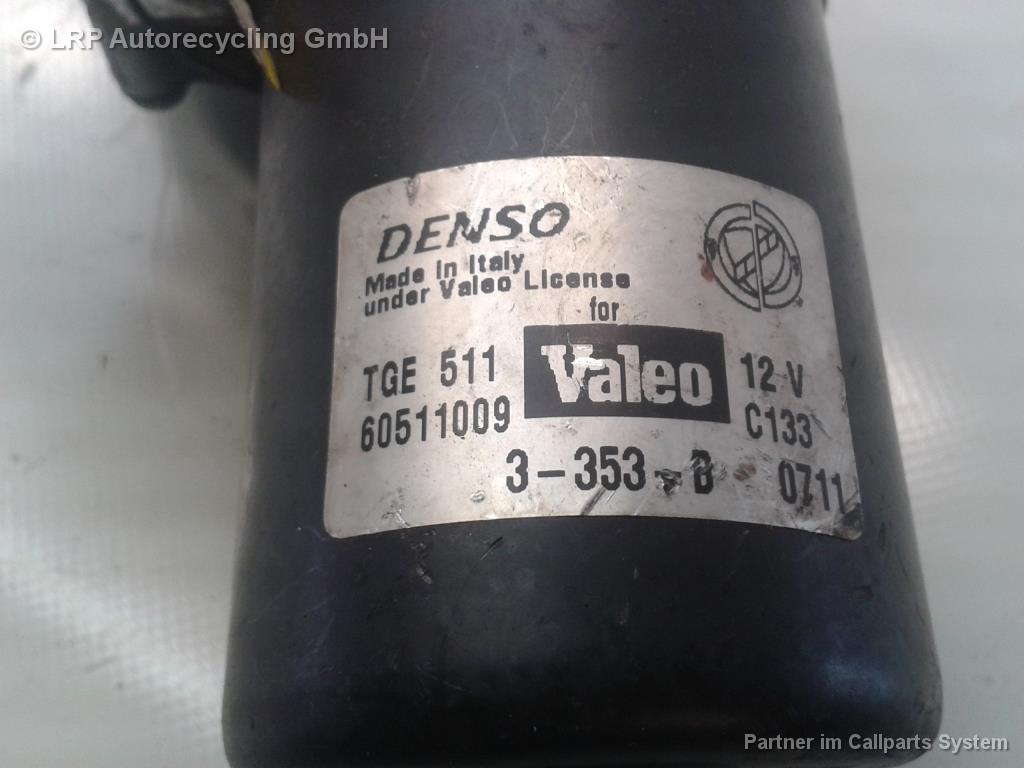 © LRP Autorecycling GmbH
DENSO
Made in Italy
under Valeo License
for
TGE 511 Valeo 12 V
60511009 C133
3-353-B 0711
Partner im Callparts System